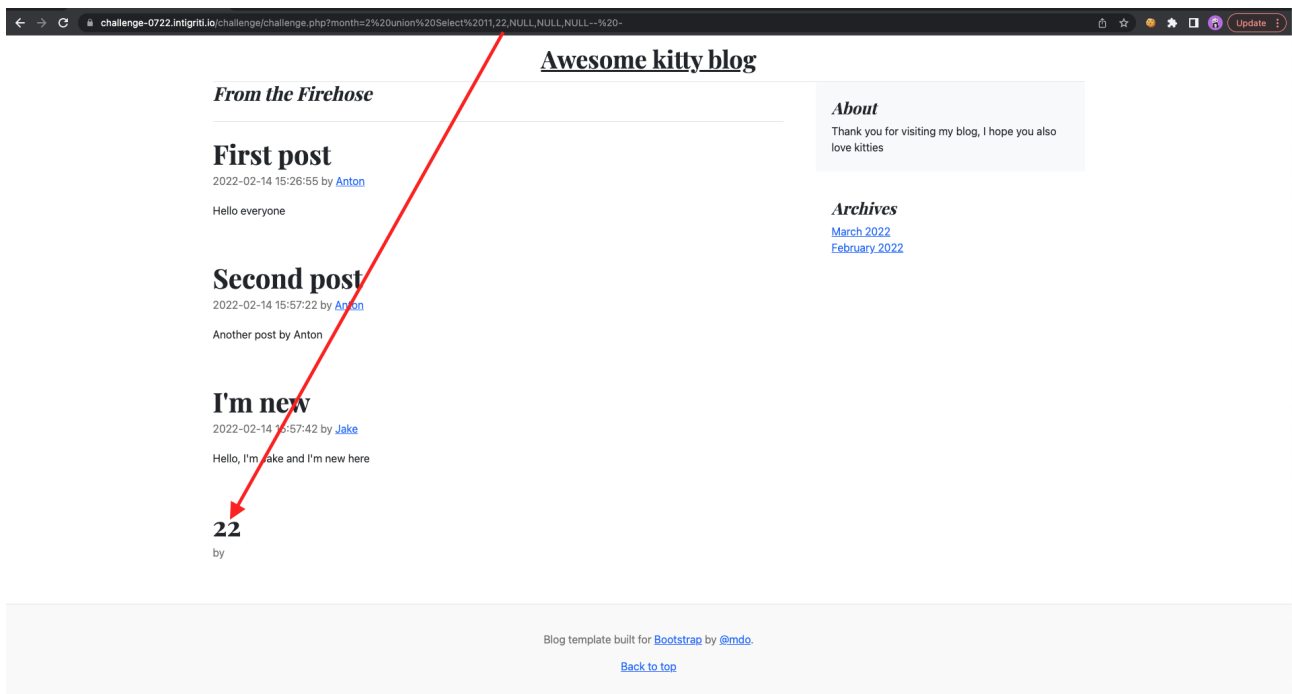 challenge-0722.intigriti.io/challenge/challenge.php?month=2%20union%20Select%2011,22,NULL,NULL,NULL--%20-
Update
Awesome kitty blog
From the Firehose
First post
2022-02-14 15:26:55 by Anton
Hello everyone
Second post
2022-02-14 15:57:22 by Anton
Another post by Anton
I'm new
2022-02-14 15:57:42 by Jake
Hello, I'm Jake and I'm new here
22
by
About
Thank you for visiting my blog, I hope you also
love kitties
Archives
March 2022
February 2022
Blog template built for Bootstrap by @mdo.
Back to top